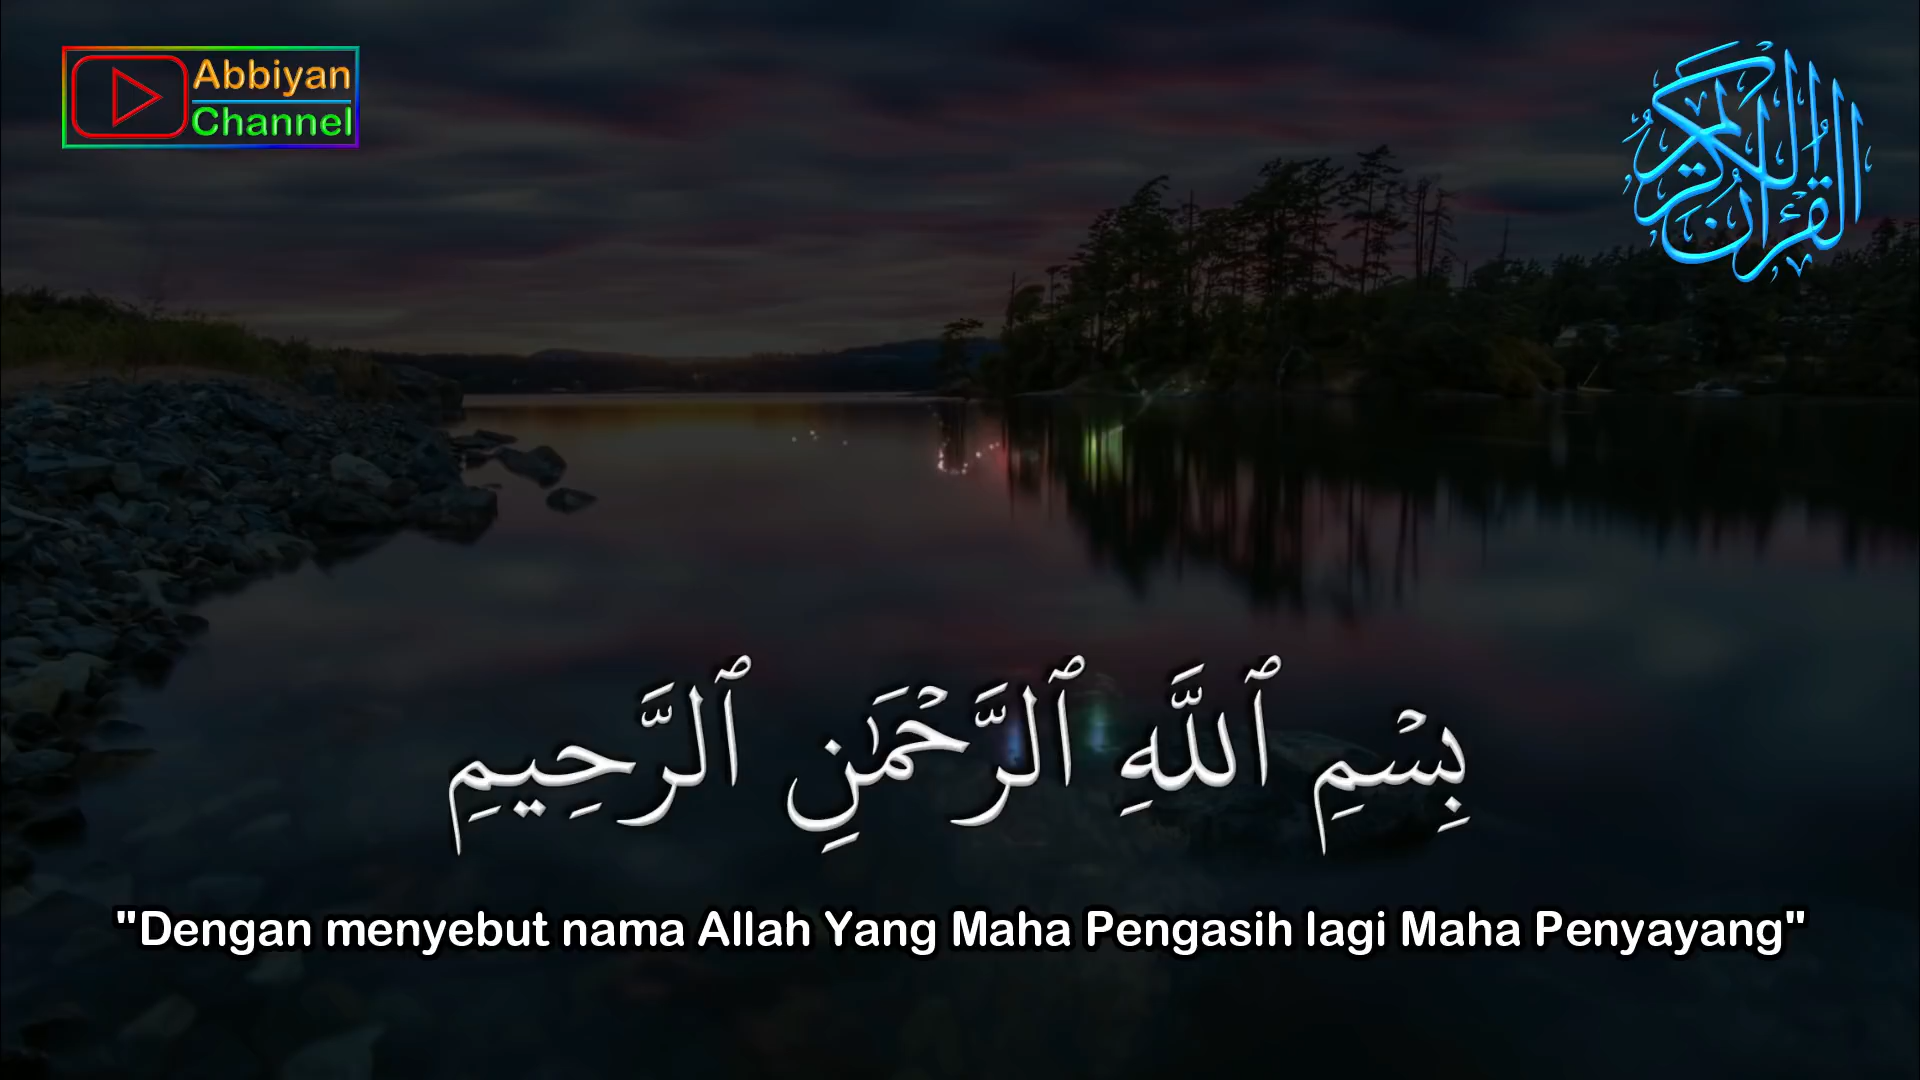 Abbiyan
Channel
القرآن الكريم
بِسْمِ ٱللَّهِ ٱلرَّحْمَٰنِ ٱلرَّحِيمِ
"Dengan menyebut nama Allah Yang Maha Pengasih lagi Maha Penyayang"